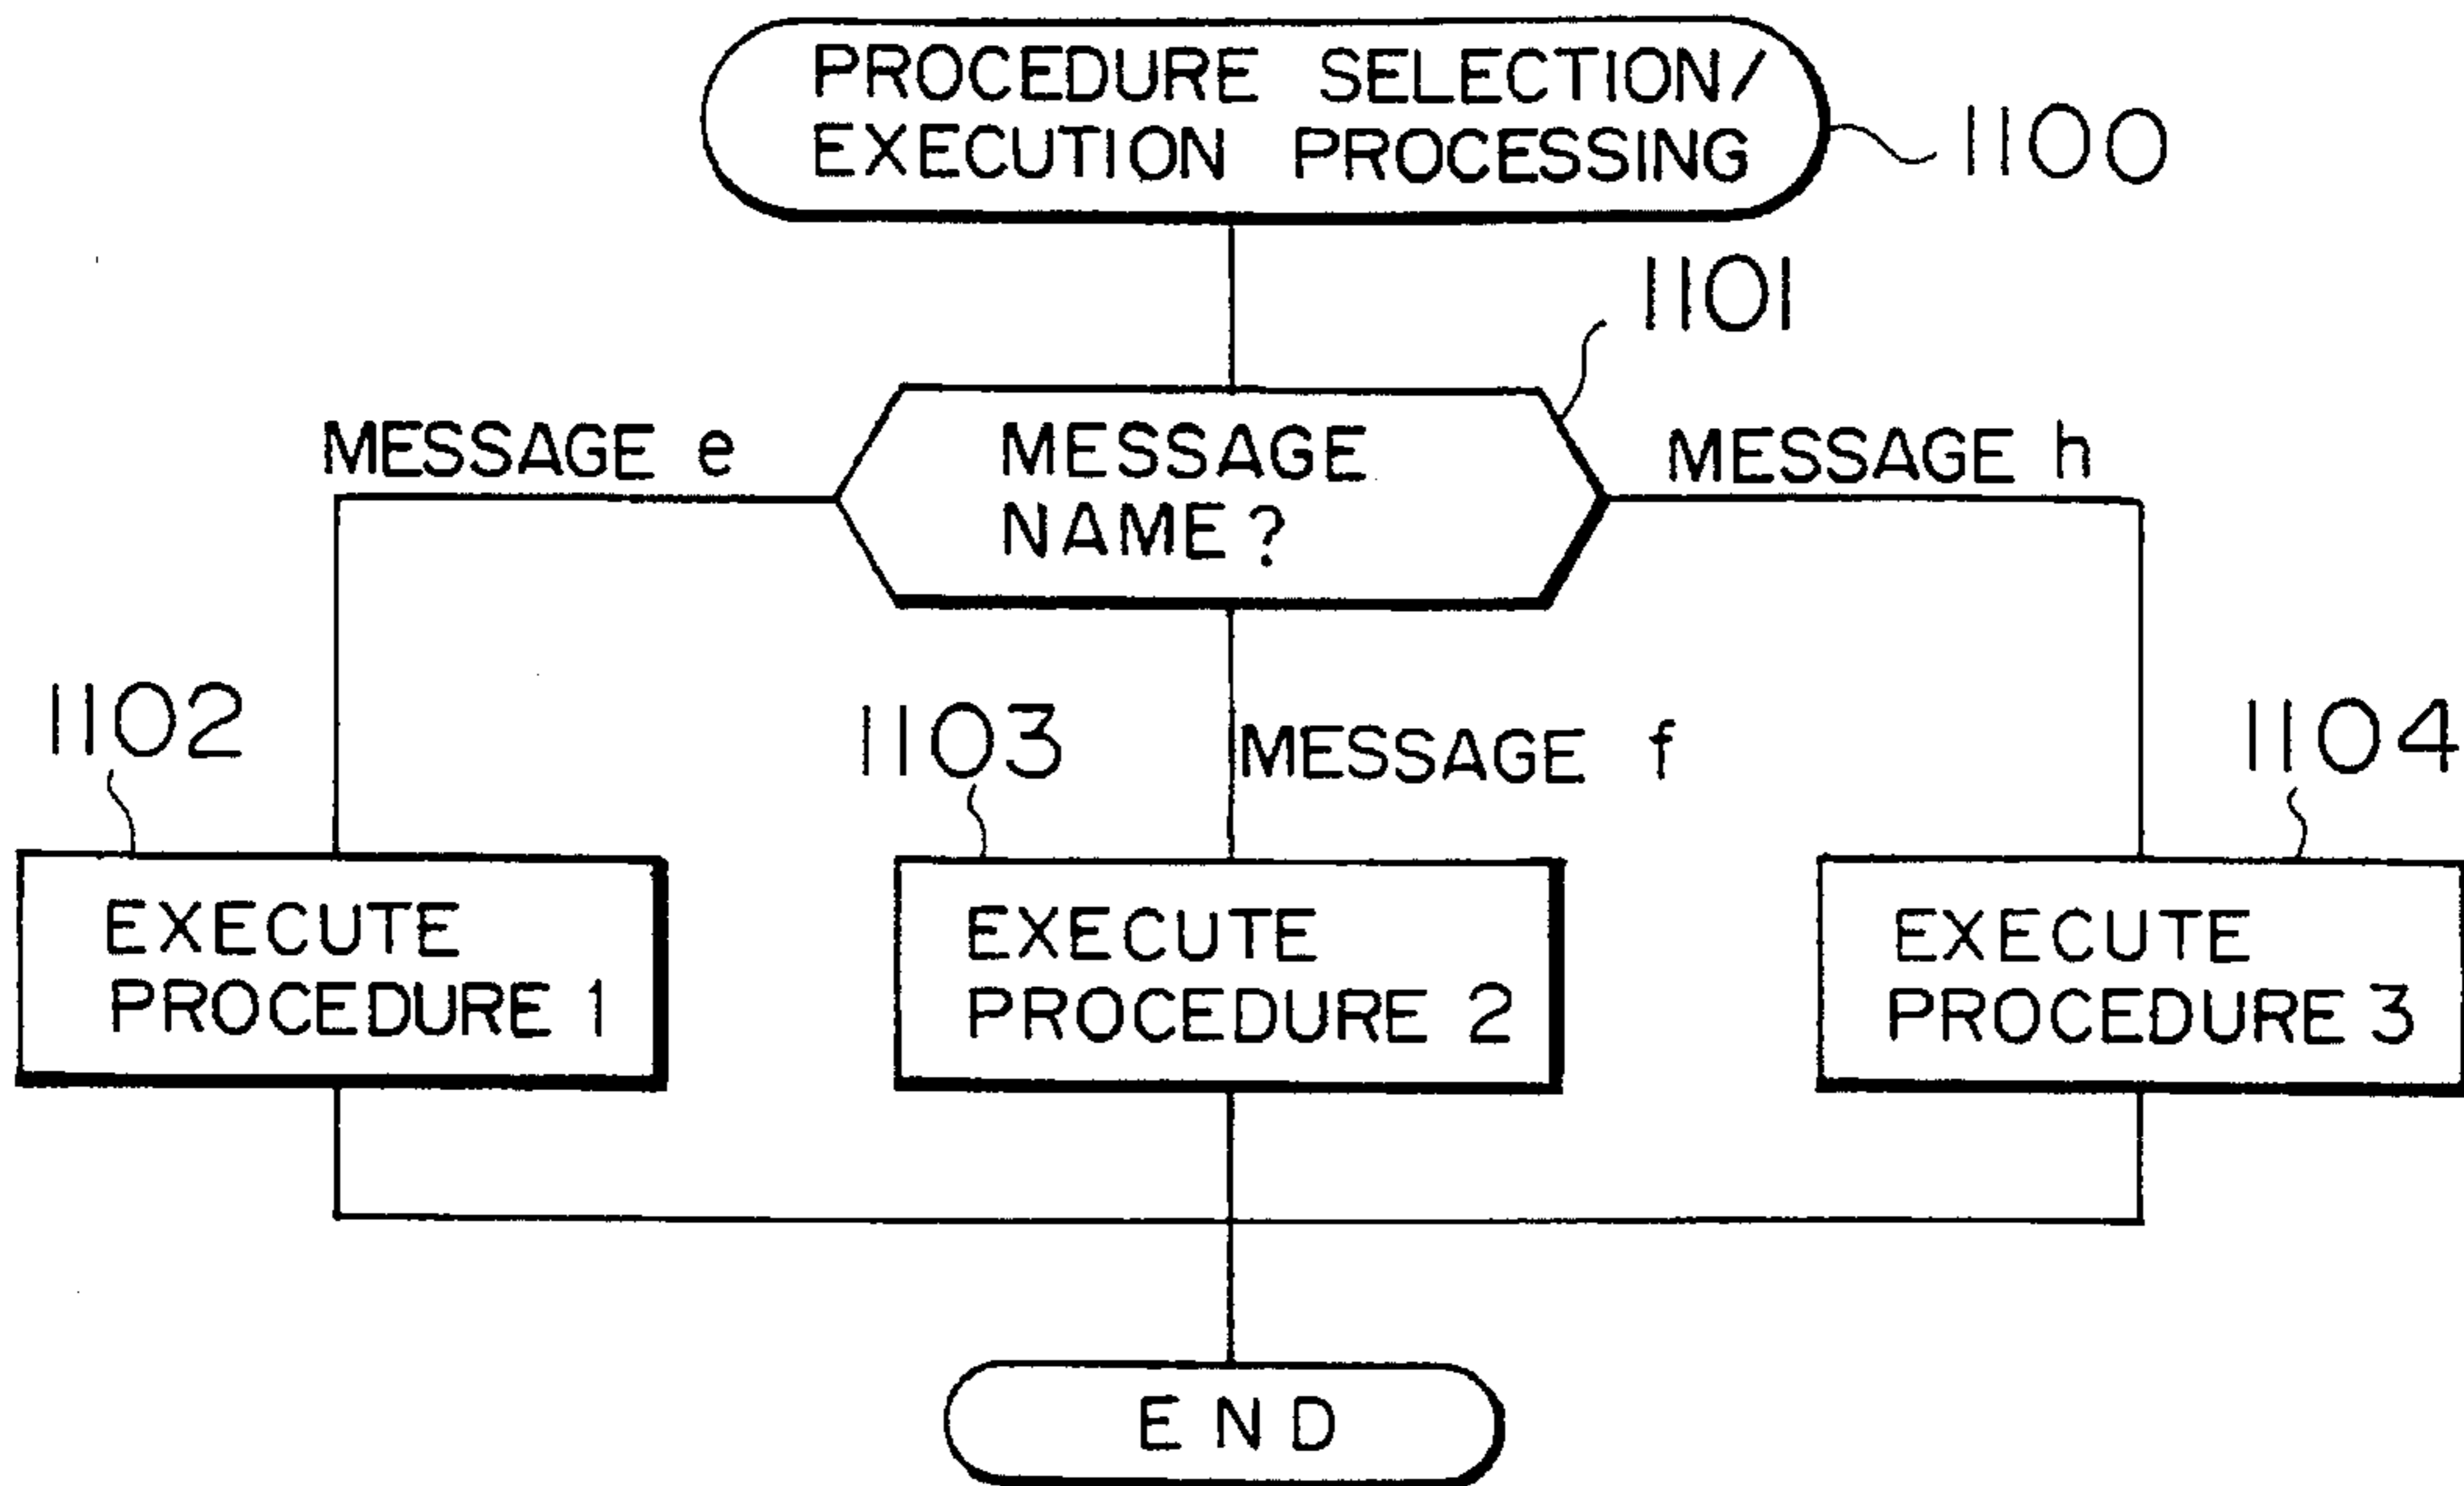 PROCEDURE SELECTION/
EXECUTION PROCESSING
1100
1101
MESSAGE e
MESSAGE
NAME?
MESSAGE h
1102
1103
MESSAGE f
1104
EXECUTE
PROCEDURE 1
EXECUTE
PROCEDURE 2
EXECUTE
PROCEDURE 3
END